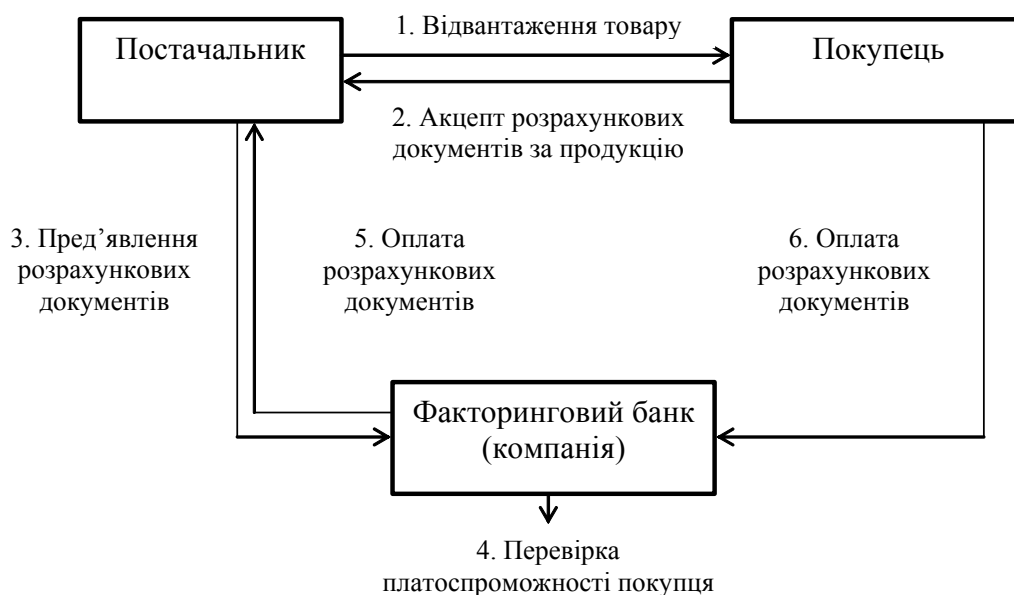 1. Відвантаження товару
Постачальник
Покупець
2. Акцепт розрахункових
документів за продукцію
3. Пред’явлення
розрахункових
документів
5. Оплата
розрахункових
документів
6. Оплата
розрахункових
документів
Факторинговий банк
(компанія)
4. Перевірка
платоспроможності покупця